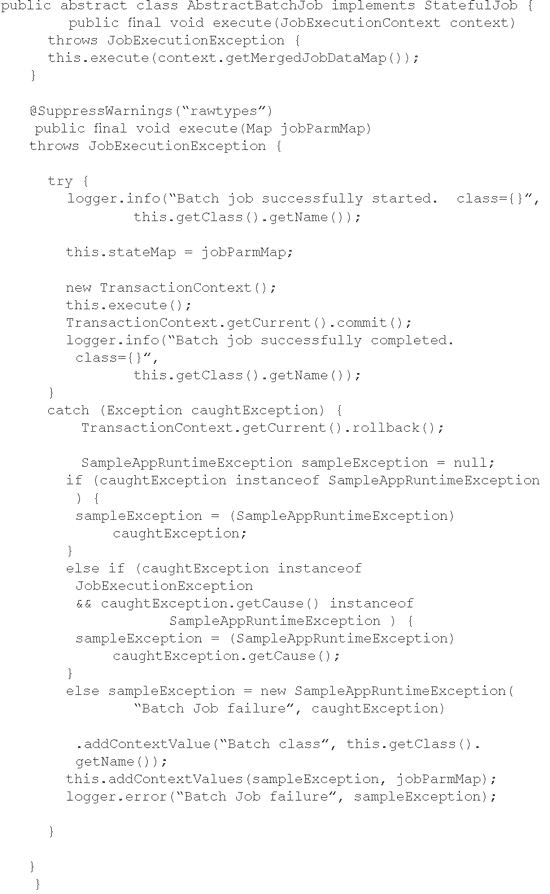 public abstract class AbstractBatchJob implements StatefulJob {
public final void execute(JobExecutionContext context)
throws JobExecutionException {
this.execute(context.getMergedJobDataMap());
}
@SuppressWarnings(“rawtypes”)
public final void execute(Map jobParmMap)
throws JobExecutionException {
try {
logger.info(“Batch job successfully started.  class={}”,
this.getClass().getName());
this.stateMap = jobParmMap;
new TransactionContext();
this.execute();
TransactionContext.getCurrent().commit();
logger.info(“Batch job successfully completed.
class={}”,
this.getClass().getName());
}
catch (Exception caughtException) {
TransactionContext.getCurrent().rollback();
SampleAppRuntimeException sampleException = null;
if (caughtException instanceof SampleAppRuntimeException
) {
sampleException = (SampleAppRuntimeException)
caughtException;
}
else if (caughtException instanceof
JobExecutionException
&& caughtException.getCause() instanceof
SampleAppRuntimeException ) {
sampleException = (SampleAppRuntimeException)
caughtException.getCause();
}
else sampleException = new SampleAppRuntimeException(
“Batch Job failure”, caughtException)
.addContextValue(“Batch class”, this.getClass().
getName());
this.addContextValues(sampleException, jobParmMap);
logger.error(“Batch Job failure”, sampleException);
}
}
}